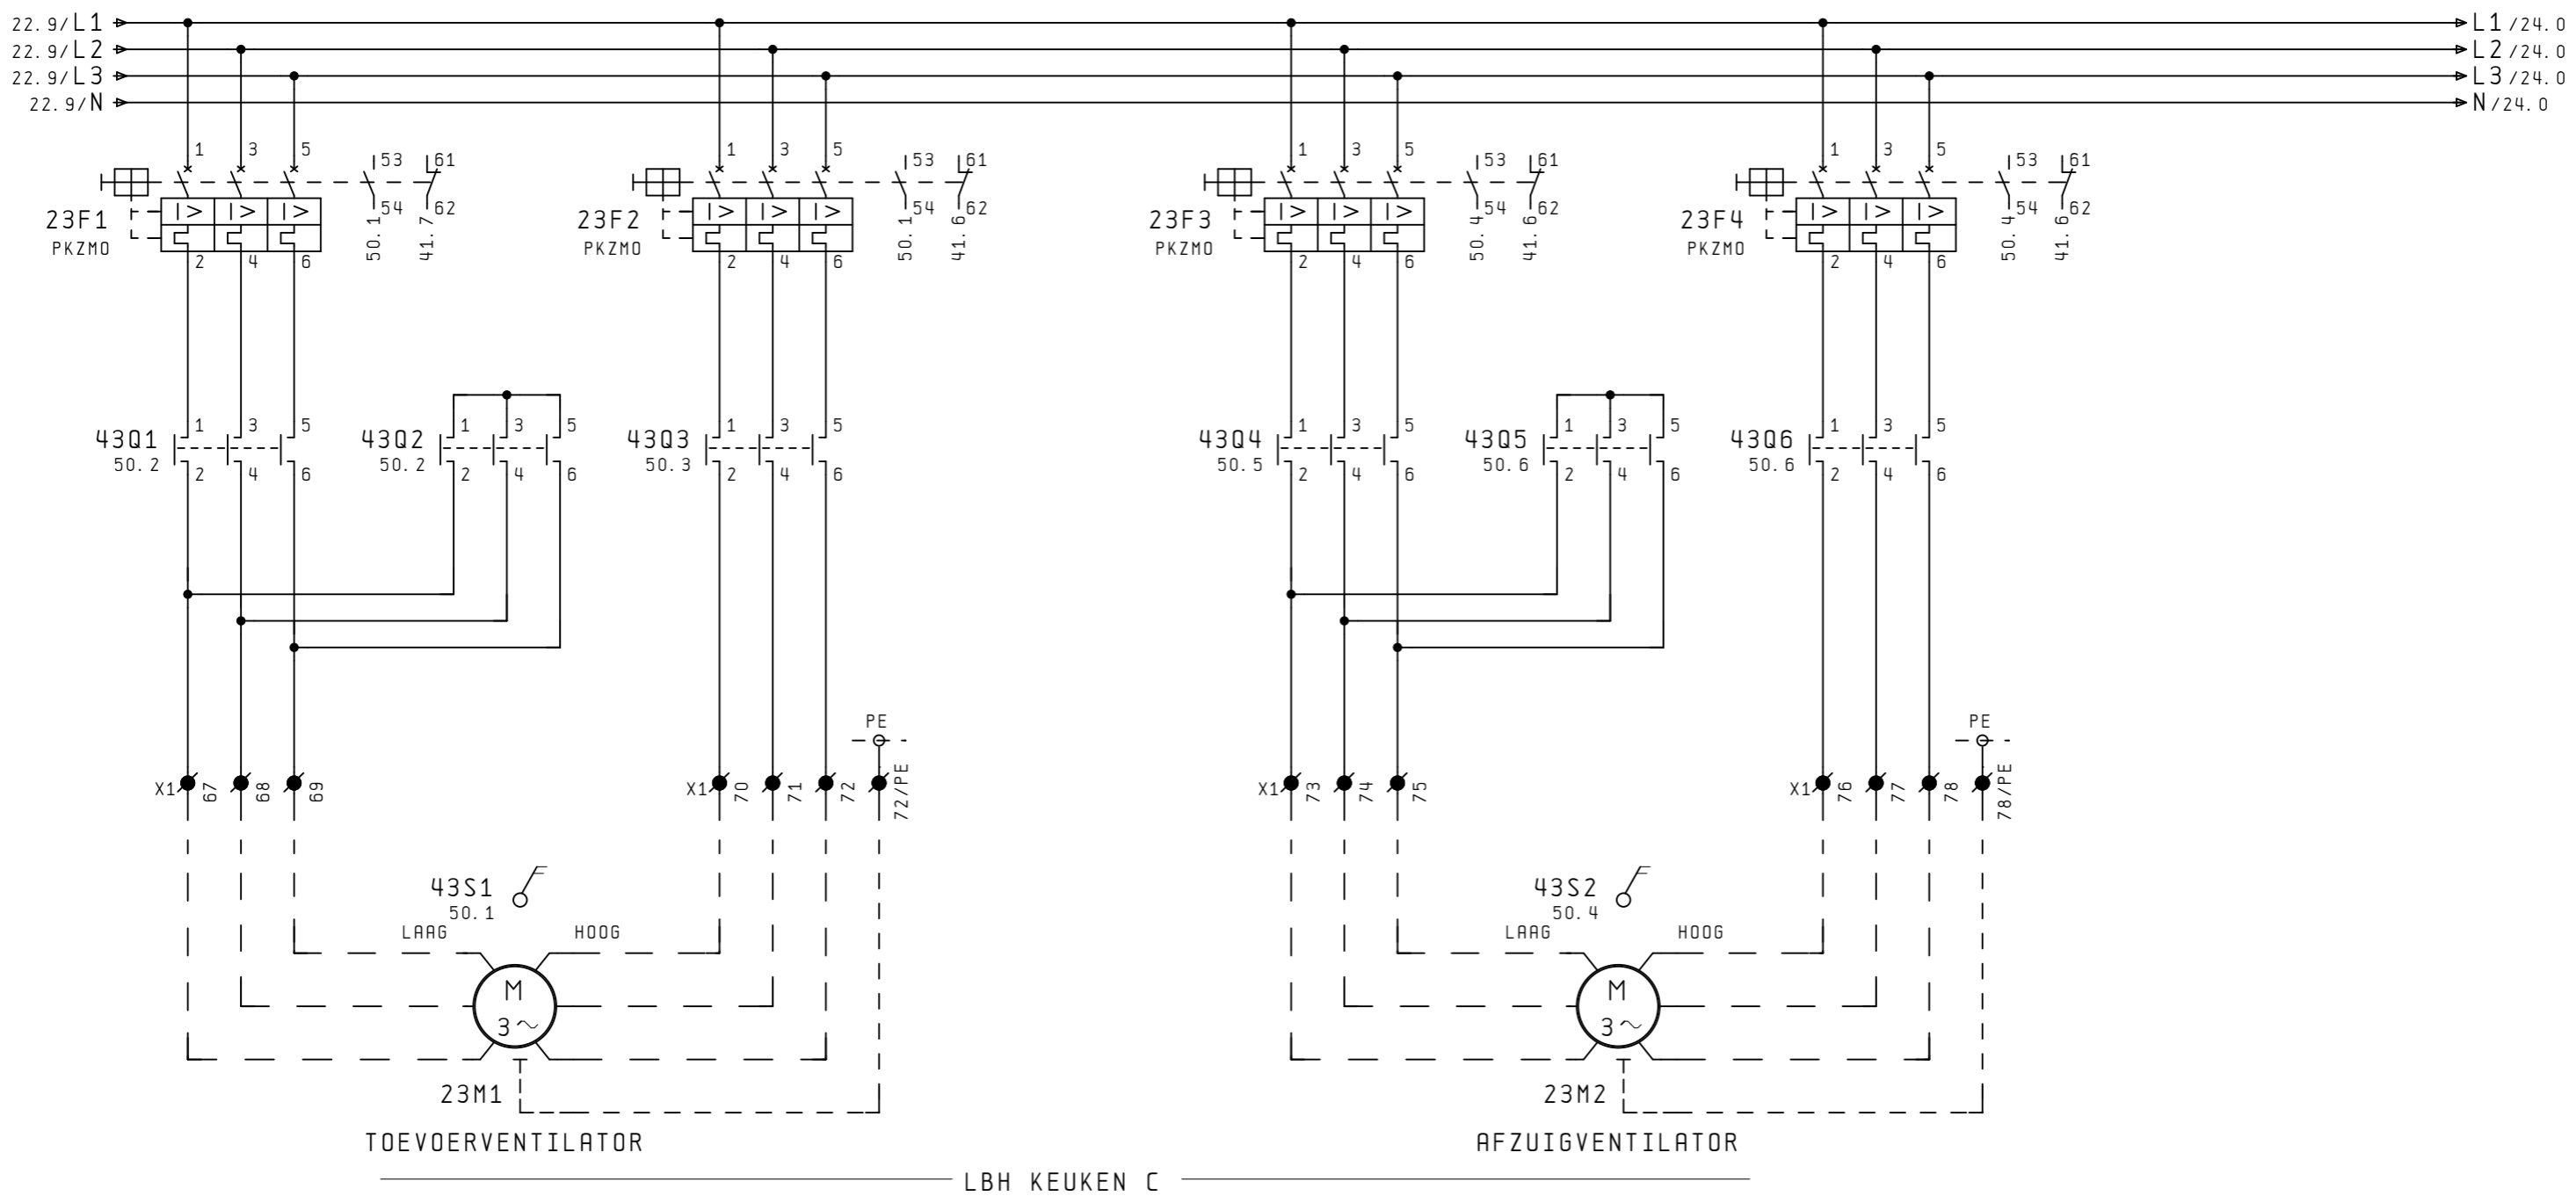 22.9/L1 L1/24.0
22.9/L2 L2/24.0
22.9/L3 L3/24.0
22.9/N N/24.0
1 3 5 53 61 1 3 5 53 61 1 3 5 53 61 1 3 5 53 61
54 62 54 62 54 62 54 62
23F1 23F2 23F3 23F4
PKZM0 PKZM0 PKZM0 PKZM0
50.1 41.7 50.1 41.6 50.4 41.6 50.4 41.6
I> I> I> I> I> I> I> I> I> I> I> I>
2 4 6 2 4 6 2 4 6 2 4 6
1 3 5 1 3 5 1 3 5 1 3 5 1 3 5 1 3 5
43Q1 43Q2 43Q3 43Q4 43Q5 43Q6
50.2 50.2 50.3 50.5 50.6 50.6
2 4 6 2 4 6 2 4 6 2 4 6 2 4 6 2 4 6
PE PE
X1 67 68 69 X1 70 71 72 72/PE X1 73 74 75 X1 76 77 78 78/PE
43S1 43S2
50.1 50.4
LAAG HOOG LAAG HOOG
M M
3~ 3~
23M1 23M2
TOEVOERVENTILATOR AFZUIGVENTILATOR
LBH KEUKEN C